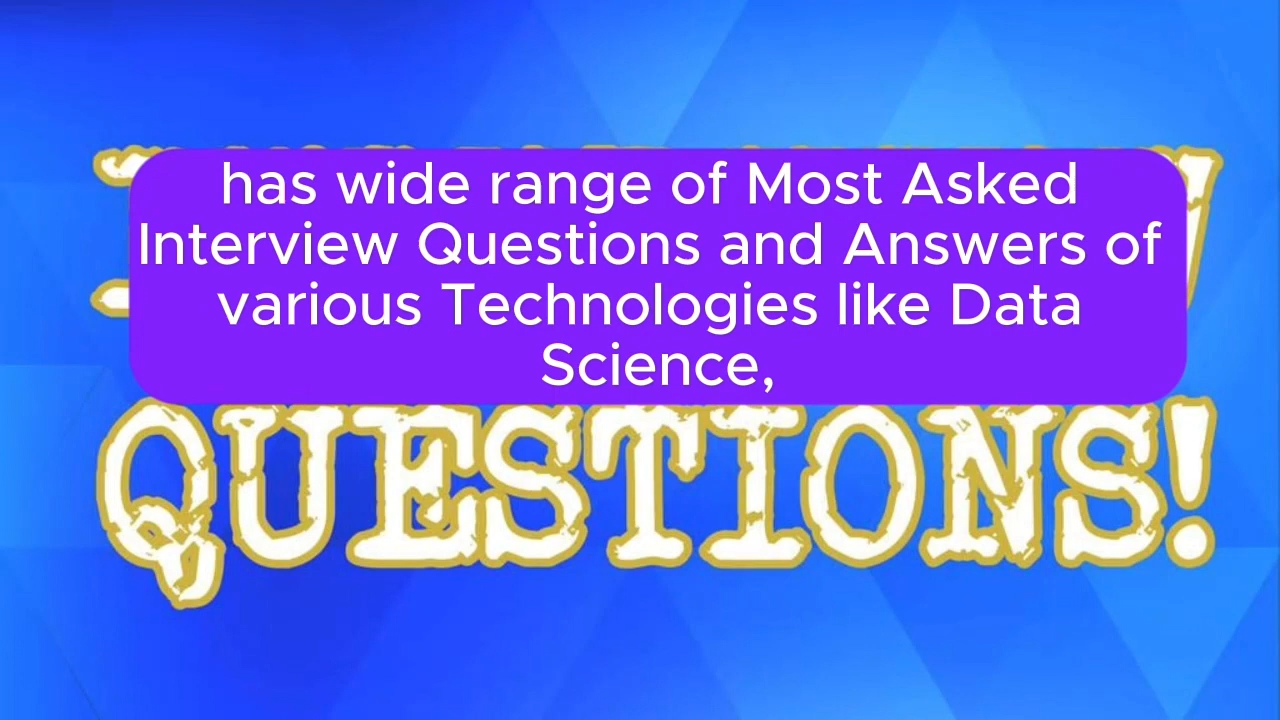 has wide range of Most Asked
Interview Questions and Answers of
various Technologies like Data
Science,
QUESTIONS!